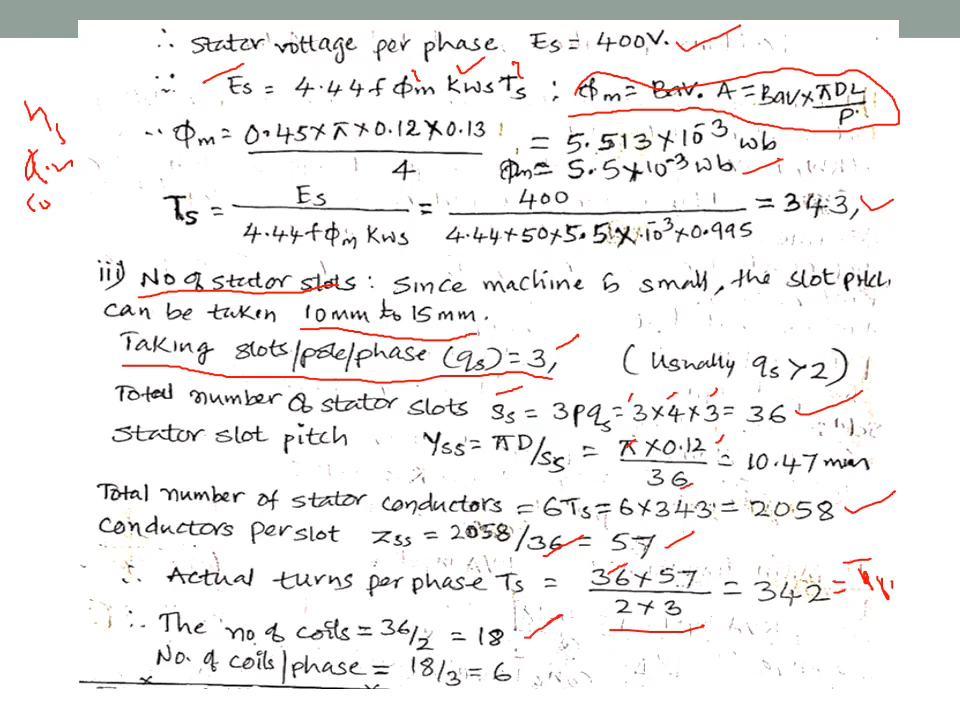 ∴ Stator voltage per phase Es = 400V.
∵ Es = 4.44 f Φm Kws Ts ; Φm = Bav. A = Bav × πDL/P.
∴ Φm = 0.45 × π × 0.12 × 0.13 / 4 = 5.513 × 10⁻³ wb
Φm = 5.5 × 10⁻³ wb
Ts = Es / 4.44 f Φm Kws = 400 / 4.44 × 50 × 5.5 × 10⁻³ × 0.995 = 343,
iii) No of stator slots : Since machine is small, the slot pitch
can be taken 10mm to 15mm.
Taking slots/pole/phase (qs) = 3, (Usually qs > 2)
Total number of stator slots Ss = 3pqs = 3 × 4 × 3 = 36
Stator slot pitch Yss = πD/Ss = π × 0.12 / 36 = 10.47 mm
Total number of stator conductors = 6Ts = 6 × 343 = 2058
Conductors per slot Zss = 2058/36 = 57
∴ Actual turns per phase Ts = 36 × 57 / 2 × 3 = 342
∴ The no of coils = 36/2 = 18
No. of coils/phase = 18/3 = 6